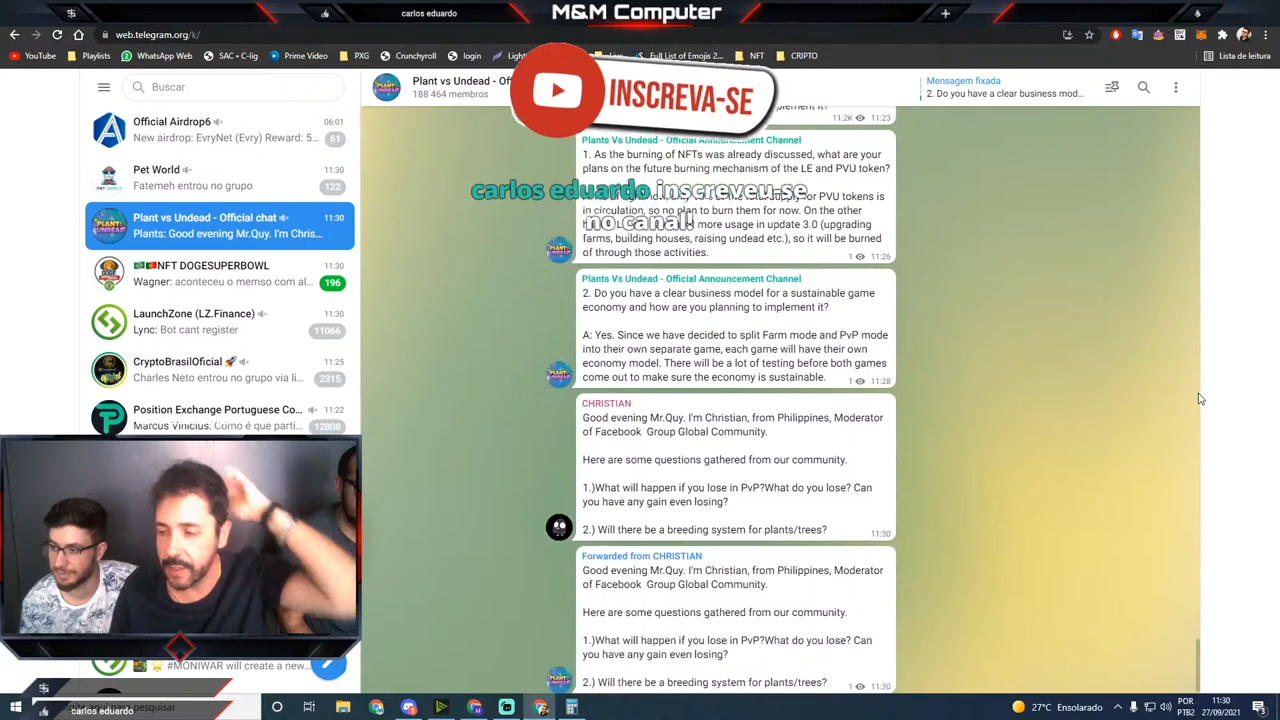 carlos eduardo
M&M Computer
web.telegram.org/k/
YouTube
Playlists
WhatsApp Web
SAC • C-lig
Prime Video
PXG
Crunchyroll
login
Full List of Emojis 2...
NFT
CRIPTO
Lista de leitura
Buscar
Plant vs Undead - Of
188 464 membros
INSCREVA-SE
Mensagem fixada
2. Do you have a clear business mod...
Official Airdrop6
06:01
New airdrop: EvryNet (Evry) Reward: 5...
61
Pet World
11:30
Fatemeh entrou no grupo
122
Plant vs Undead - Official chat
11:30
Plants: Good evening Mr.Quy. I'm Chris...
NFT DOGESUPERBOWL
11:30
Wagner: aconteceu o memso com al...
196
LaunchZone (LZ.Finance)
11:30
Lync: Bot cant register
11066
CryptoBrasilOficial
11:25
Charles Neto entrou no grupo via li...
2315
Position Exchange Portuguese Co...
11:22
Marcus Vinicius. Como é que parti...
12808
#MONIWAR will create a new...
11.2K
11:23
Plants Vs Undead - Official Announcement Channel
1. As the burning of NFTs was already discussed, what are your
plans on the future burning mechanism of the LE and PVU token?
carlos eduardo inscreveu-se
no canal!
supply for PVU tokens is
in circulation, so no plan to burn them for now. On the other
more usage in update 3.0 (upgrading
farms, building houses, raising undead etc.), so it will be burned
of through those activities.
1
11:26
Plants Vs Undead - Official Announcement Channel
2. Do you have a clear business model for a sustainable game
economy and how are you planning to implement it?
A: Yes. Since we have decided to split Farm mode and PvP mode
into their own separate game, each game will have their own
economy model. There will be a lot of testing before both games
come out to make sure the economy is sustainable.
1
11:28
CHRISTIAN
Good evening Mr.Quy. I'm Christian, from Philippines, Moderator
of Facebook Group Global Community.
Here are some questions gathered from our community.
1.)What will happen if you lose in PvP?What do you lose? Can
you have any gain even losing?
2.) Will there be a breeding system for plants/trees?
11:30
Forwarded from CHRISTIAN
Good evening Mr.Quy. I'm Christian, from Philippines, Moderator
of Facebook Group Global Community.
Here are some questions gathered from our community.
1.)What will happen if you lose in PvP?What do you lose? Can
you have any gain even losing?
2.) Will there be a breeding system for plants/trees?
1
11:30
aqui para pesquisar
carlos eduardo
27°C Ensolarado
POR
PTB2
11:30
27/09/2021